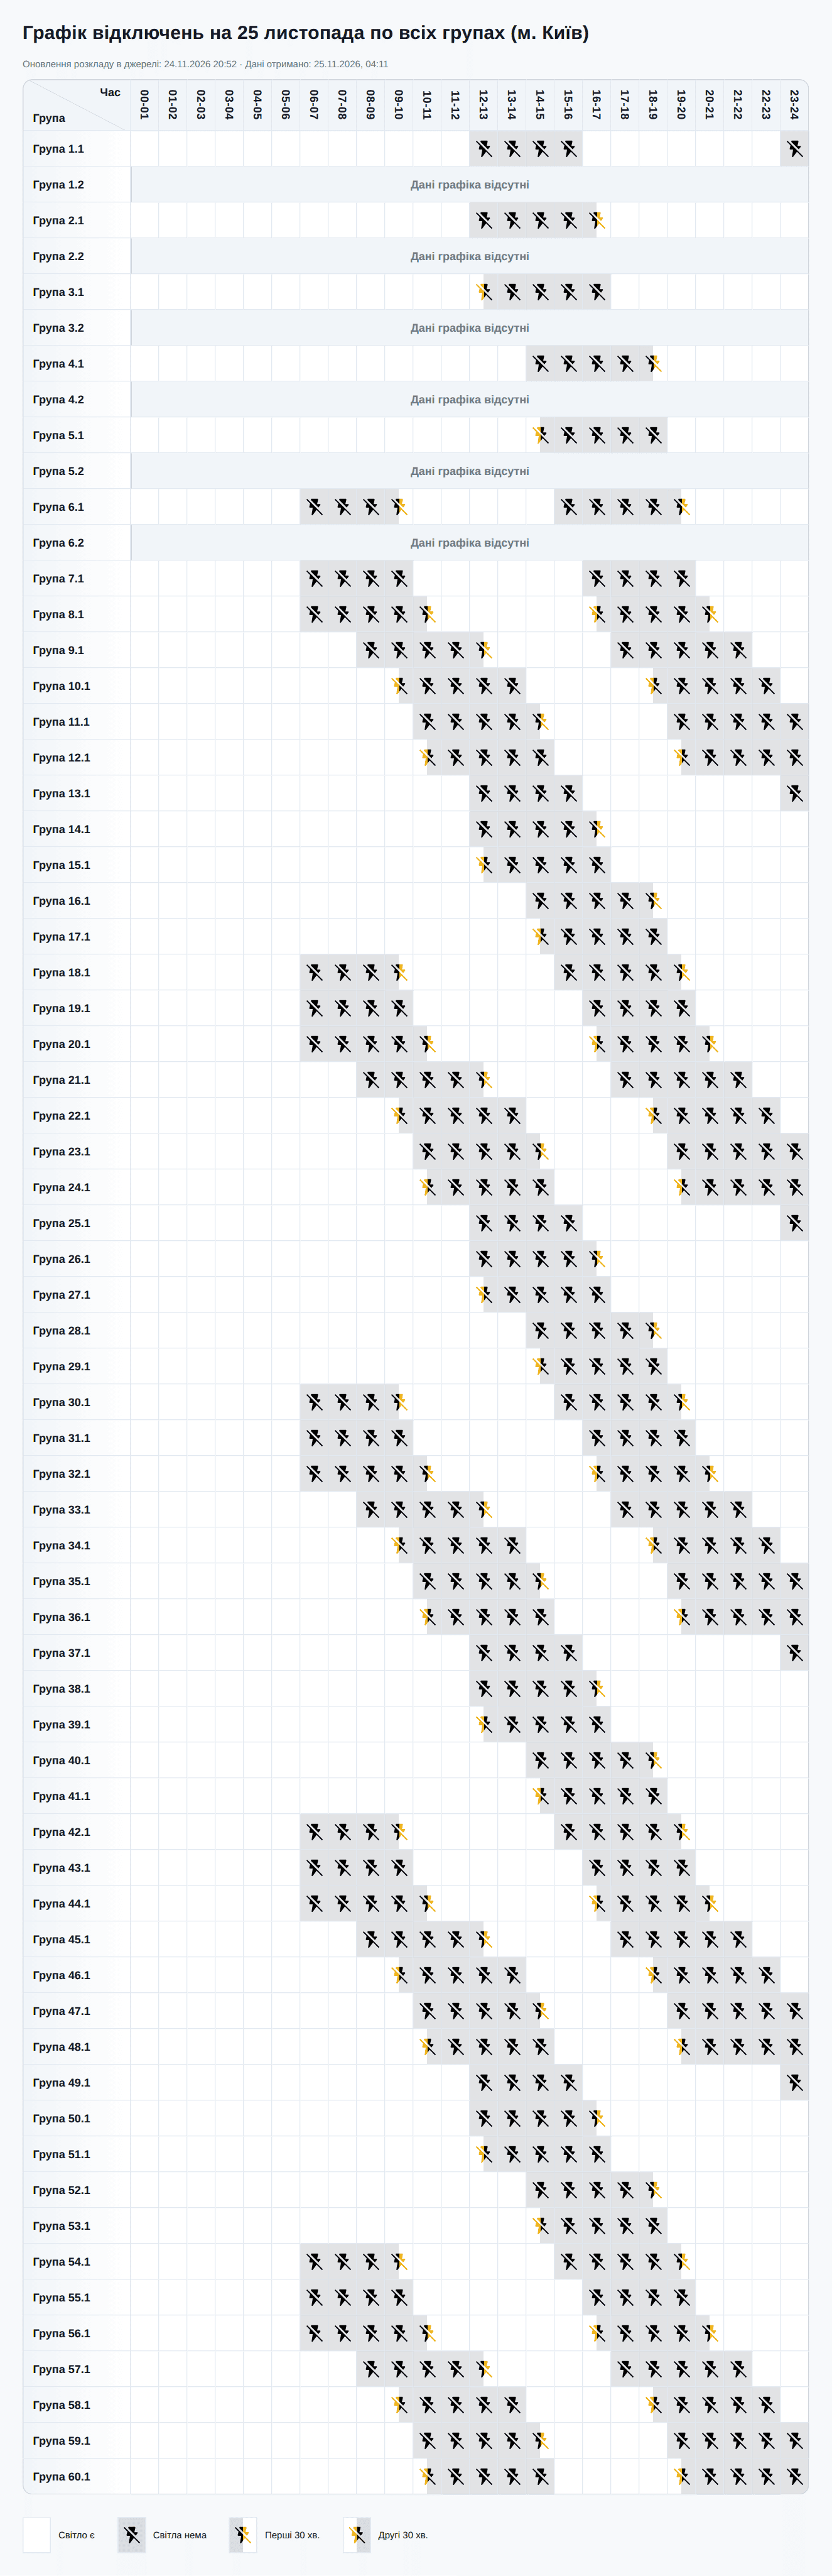 Графік відключень на 25 листопада по всіх групах (м. Київ)
Оновлення розкладу в джерелі: 24.11.2026 20:52 · Дані отримано: 25.11.2026, 04:11
Час
Група
00-01 01-02 02-03 03-04 04-05 05-06 06-07 07-08 08-09 09-10 10-11 11-12 12-13 13-14 14-15 15-16 16-17 17-18 18-19 19-20 20-21 21-22 22-23 23-24
Група 1.1
Група 1.2 Дані графіка відсутні
Група 2.1
Група 2.2 Дані графіка відсутні
Група 3.1
Група 3.2 Дані графіка відсутні
Група 4.1
Група 4.2 Дані графіка відсутні
Група 5.1
Група 5.2 Дані графіка відсутні
Група 6.1
Група 6.2 Дані графіка відсутні
Група 7.1
Група 8.1
Група 9.1
Група 10.1
Група 11.1
Група 12.1
Група 13.1
Група 14.1
Група 15.1
Група 16.1
Група 17.1
Група 18.1
Група 19.1
Група 20.1
Група 21.1
Група 22.1
Група 23.1
Група 24.1
Група 25.1
Група 26.1
Група 27.1
Група 28.1
Група 29.1
Група 30.1
Група 31.1
Група 32.1
Група 33.1
Група 34.1
Група 35.1
Група 36.1
Група 37.1
Група 38.1
Група 39.1
Група 40.1
Група 41.1
Група 42.1
Група 43.1
Група 44.1
Група 45.1
Група 46.1
Група 47.1
Група 48.1
Група 49.1
Група 50.1
Група 51.1
Група 52.1
Група 53.1
Група 54.1
Група 55.1
Група 56.1
Група 57.1
Група 58.1
Група 59.1
Група 60.1
Світло є Світла нема Перші 30 хв. Другі 30 хв.